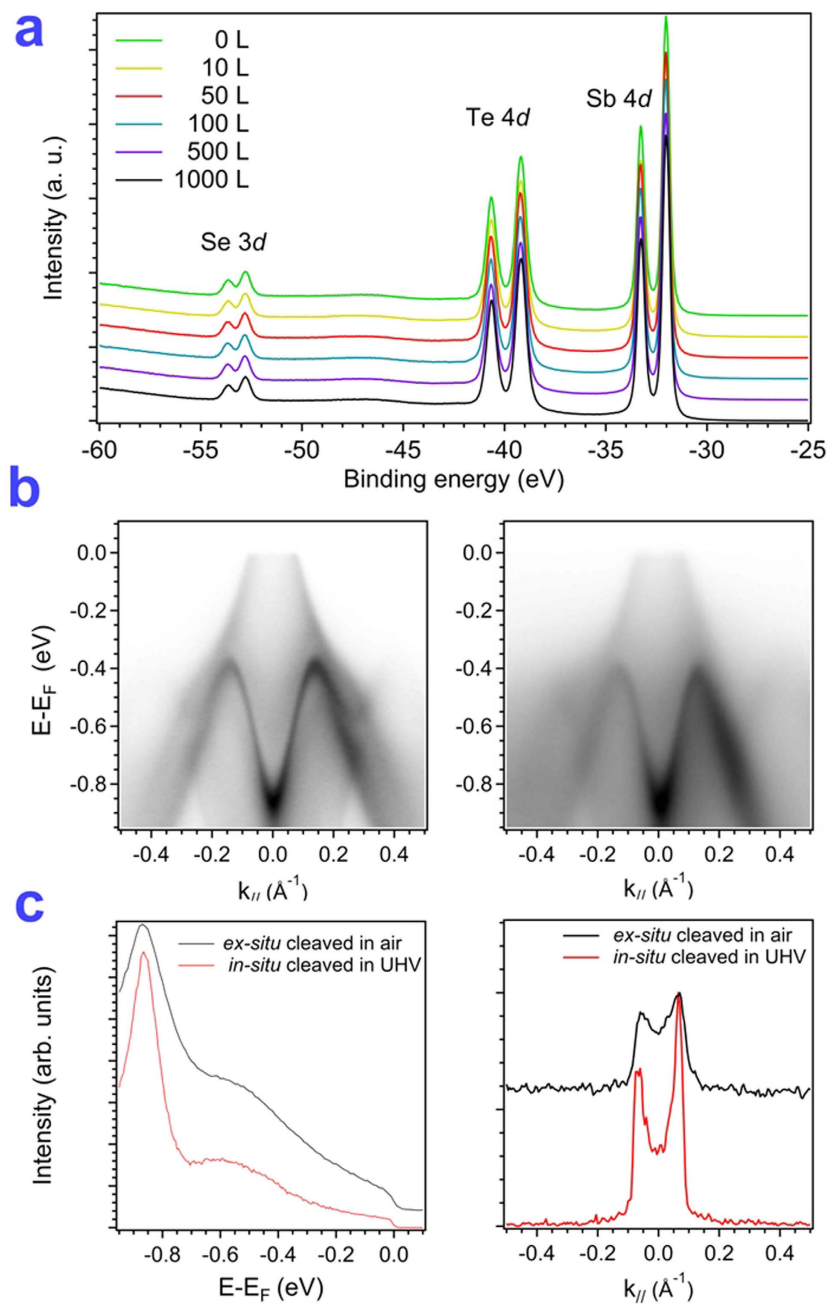 a
0 L
10 L
50 L
100 L
500 L
1000 L
Se 3d
Te 4d
Sb 4d
Intensity (a. u.)
-60 -55 -50 -45 -40 -35 -30 -25
Binding energy (eV)
b
E-EF (eV)
0.0
-0.2
-0.4
-0.6
-0.8
-0.4 -0.2 0.0 0.2 0.4
k// (Å-1)
0.0
-0.2
-0.4
-0.6
-0.8
-0.4 -0.2 0.0 0.2 0.4
k// (Å-1)
c
Intensity (arb. units)
ex-situ cleaved in air
in-situ cleaved in UHV
-0.8 -0.6 -0.4 -0.2 0.0
E-EF (eV)
ex-situ cleaved in air
in-situ cleaved in UHV
-0.4 -0.2 0.0 0.2 0.4
k// (Å-1)